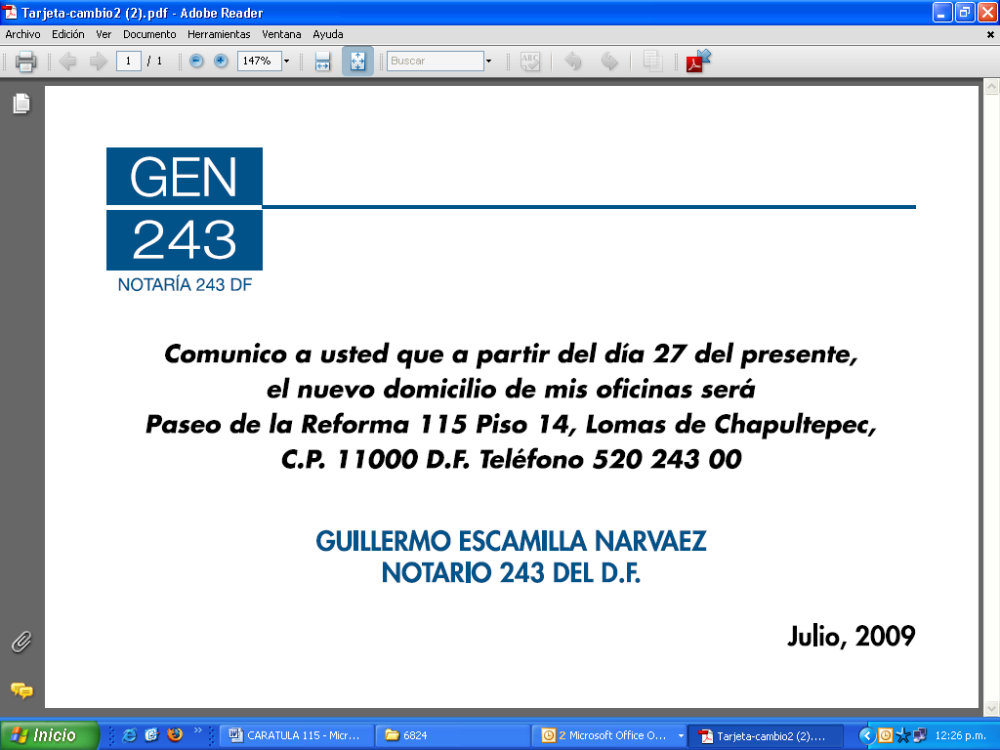 Tarjeta-cambio2 (2).pdf - Adobe Reader
Archivo Edición Ver Documento Herramientas Ventana Ayuda
1 / 1 147% Buscar
GEN
243
NOTARÍA 243 DF
Comunico a usted que a partir del día 27 del presente,
el nuevo domicilio de mis oficinas será
Paseo de la Reforma 115 Piso 14, Lomas de Chapultepec,
C.P. 11000 D.F. Teléfono 520 243 00
GUILLERMO ESCAMILLA NARVAEZ
NOTARIO 243 DEL D.F.
Julio, 2009
Inicio CARATULA 115 - Micr... 6824 2 Microsoft Office O... Tarjeta-cambio2 (2).... 12:26 p.m.